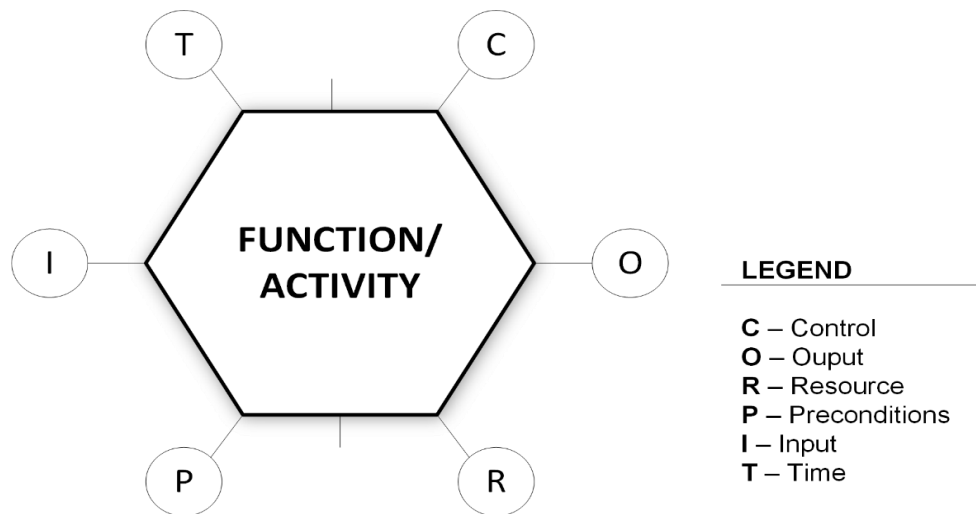 T
C
I
FUNCTION/
ACTIVITY
O
P
R
LEGEND
C – Control
O – Ouput
R – Resource
P – Preconditions
I – Input
T – Time